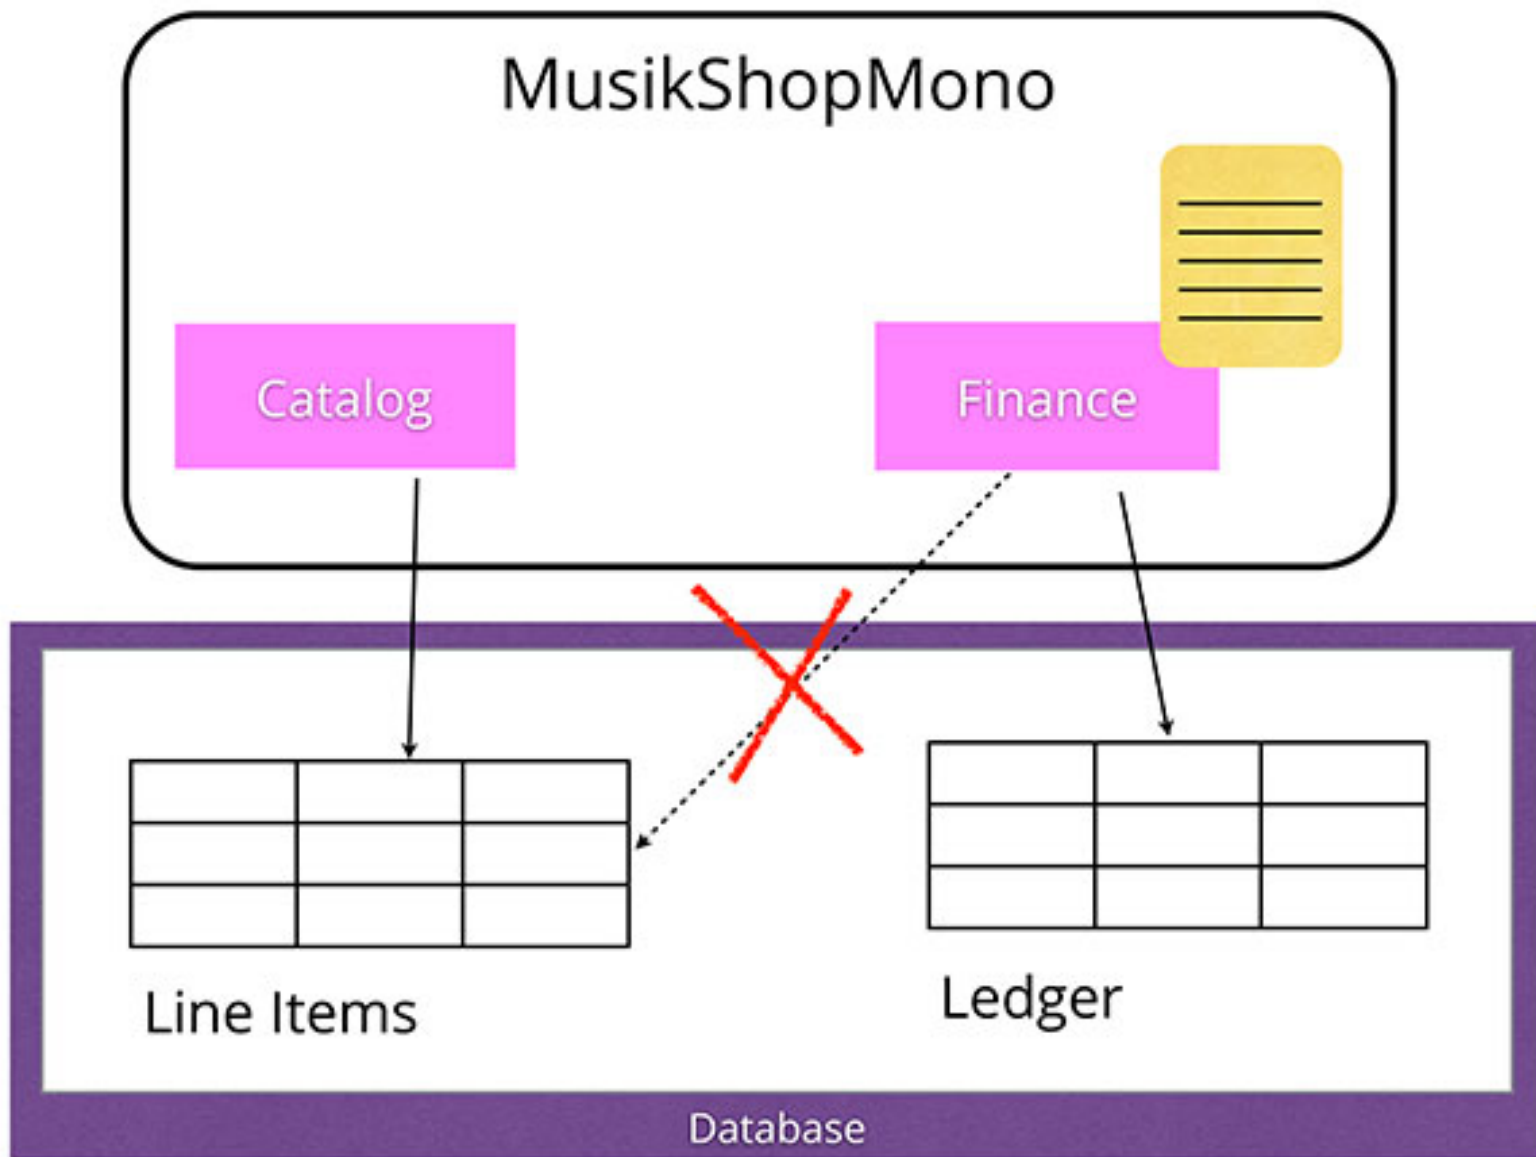 MusikShopMono
Catalog
Finance
Line Items
Ledger
Database